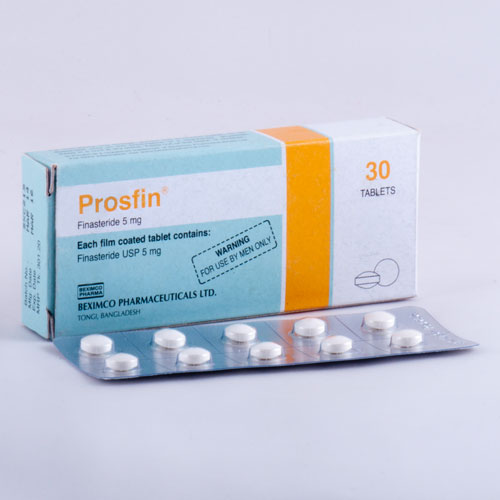 Prosfin®
Finasteride 5 mg
Each film coated tablet contains:
Finasteride USP 5 mg
WARNING
FOR USE BY MEN ONLY
BEXIMCO
PHARMA
BEXIMCO PHARMACEUTICALS LTD.
TONGI, BANGLADESH
30
TABLETS